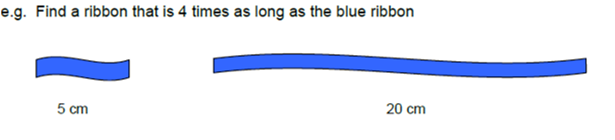 e.g. Find a ribbon that is 4 times as long as the blue ribbon
5 cm
20 cm